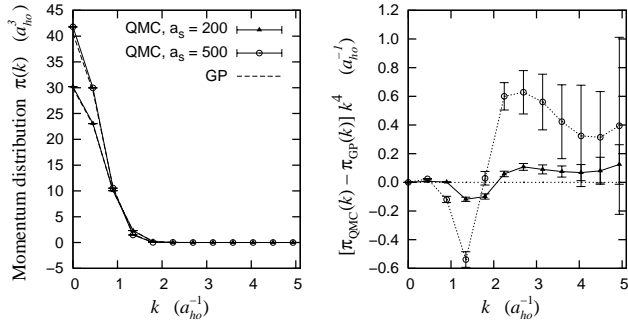 Momentum distribution π(k) (a_ho^3)
45
40
35
30
25
20
15
10
5
0
−5
QMC, a_s = 200
QMC, a_s = 500
GP
0 1 2 3 4 5
k (a_ho^−1)
[π_QMC(k) − π_GP(k)] k^4 (a_ho^−1)
1.2
1.0
0.8
0.6
0.4
0.2
0.0
−0.2
−0.4
−0.6
0 1 2 3 4 5
k (a_ho^−1)